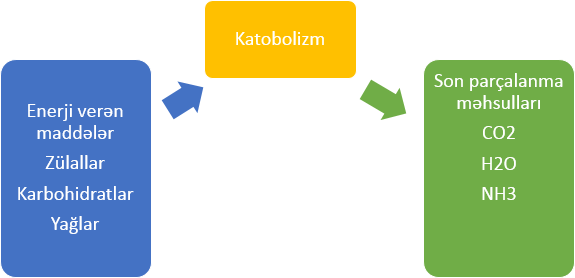 Enerji verən
maddələr
Zülallar
Karbohidratlar
Yağlar
Katobolizm
Son parçalanma
məhsulları
CO2
H2O
NH3